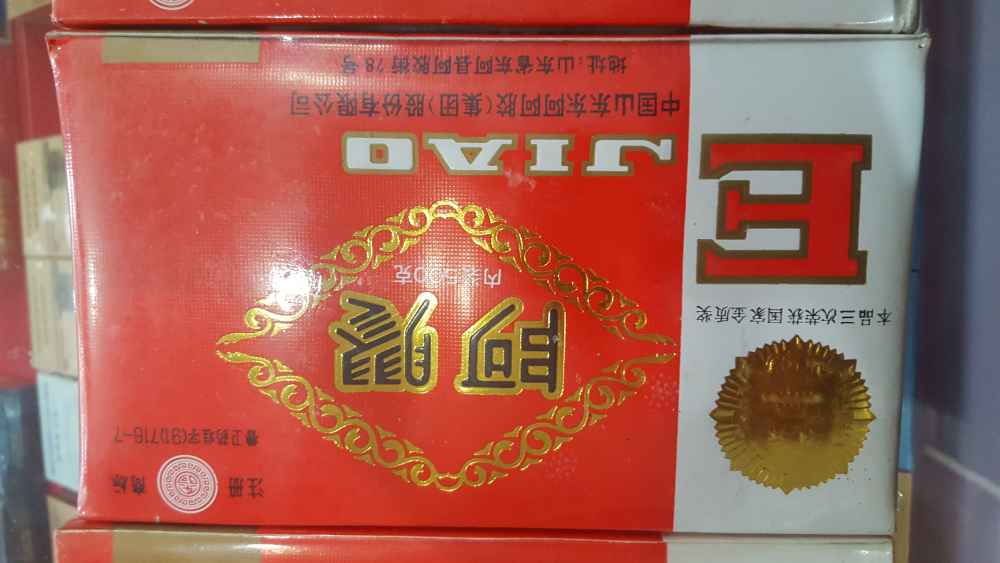 注册 商标
鲁卫药准字
阿胶
内装500克
本品三次荣获国家金质奖
E JIAO
中国山东东阿阿胶(集团)股份有限公司
地址:山东省东阿县阿胶街78号